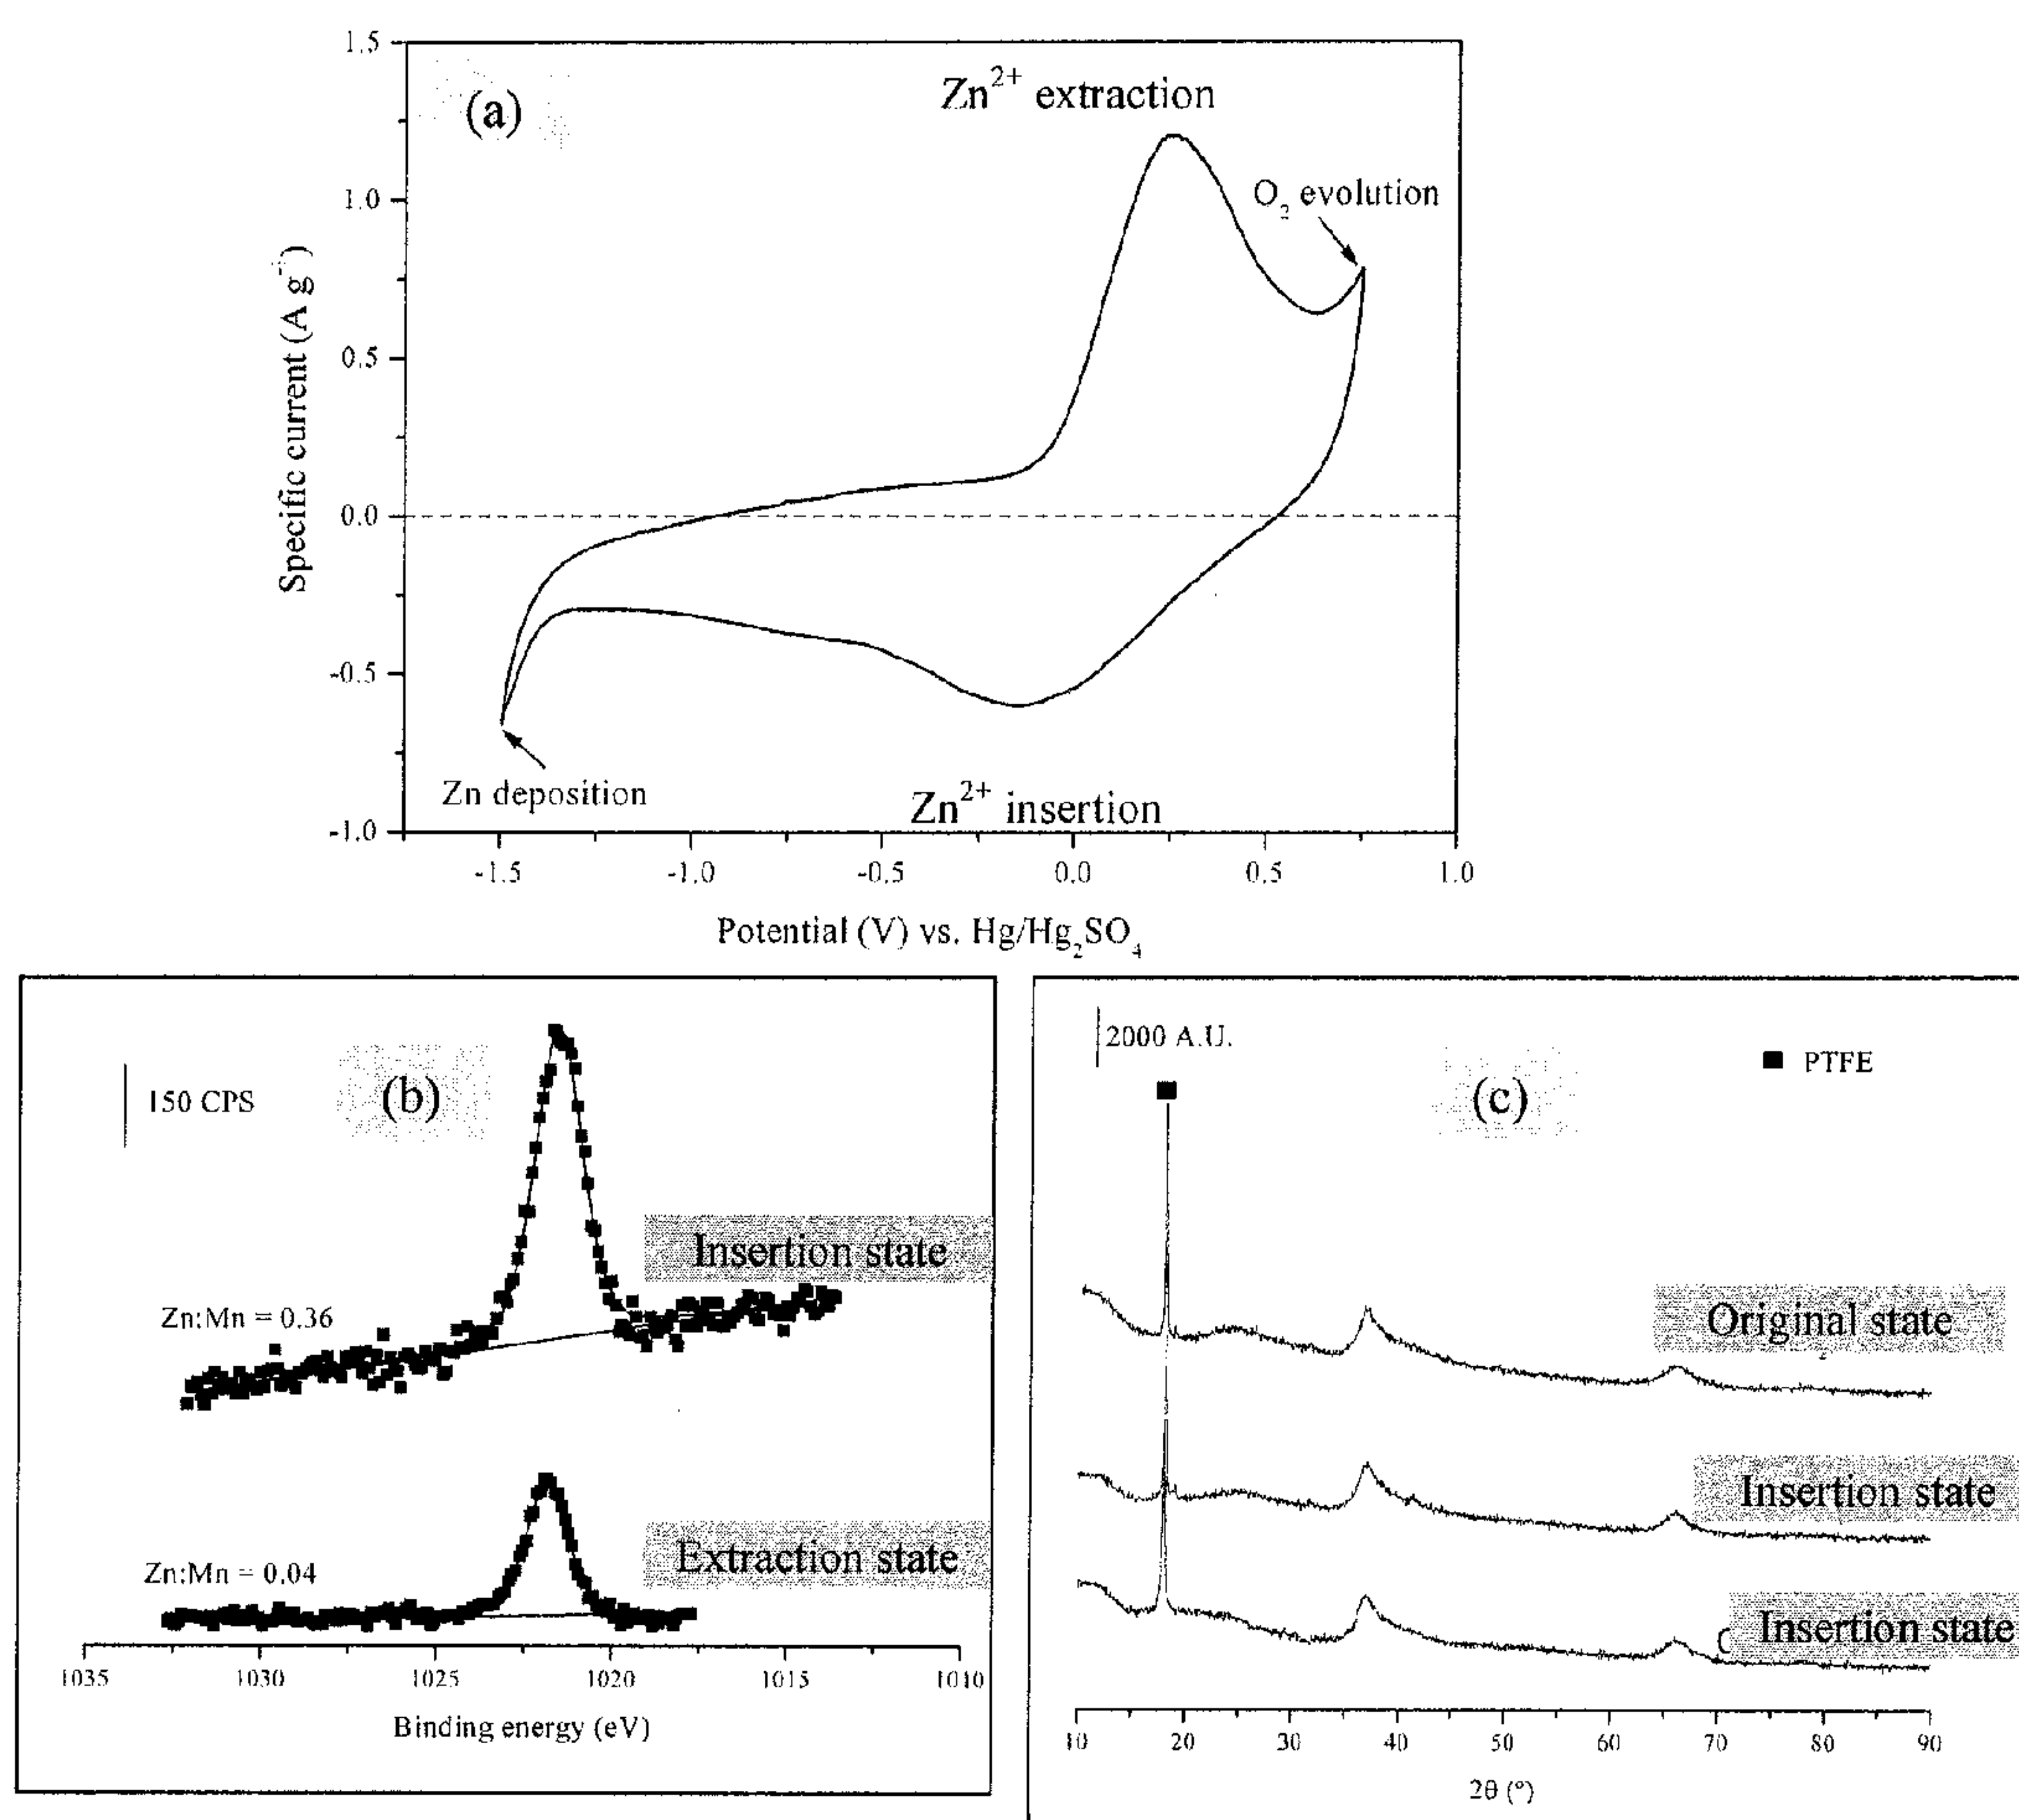 (a)
Zn2+ extraction
O2 evolution
Zn deposition
Zn2+ insertion
1.5
1.0
0.5
0.0
-0.5
-1.0
Specific current (A g-1)
-1.5 -1.0 -0.5 0.0 0.5 1.0
Potential (V) vs. Hg/Hg2SO4
150 CPS
(b)
Insertion state
Zn:Mn = 0.36
Extraction state
Zn:Mn = 0.04
1035 1030 1025 1020 1015 1010
Binding energy (eV)
2000 A.U.
(c)
PTFE
Original state
Insertion state
Insertion state
10 20 30 40 50 60 70 80 90
2θ (°)